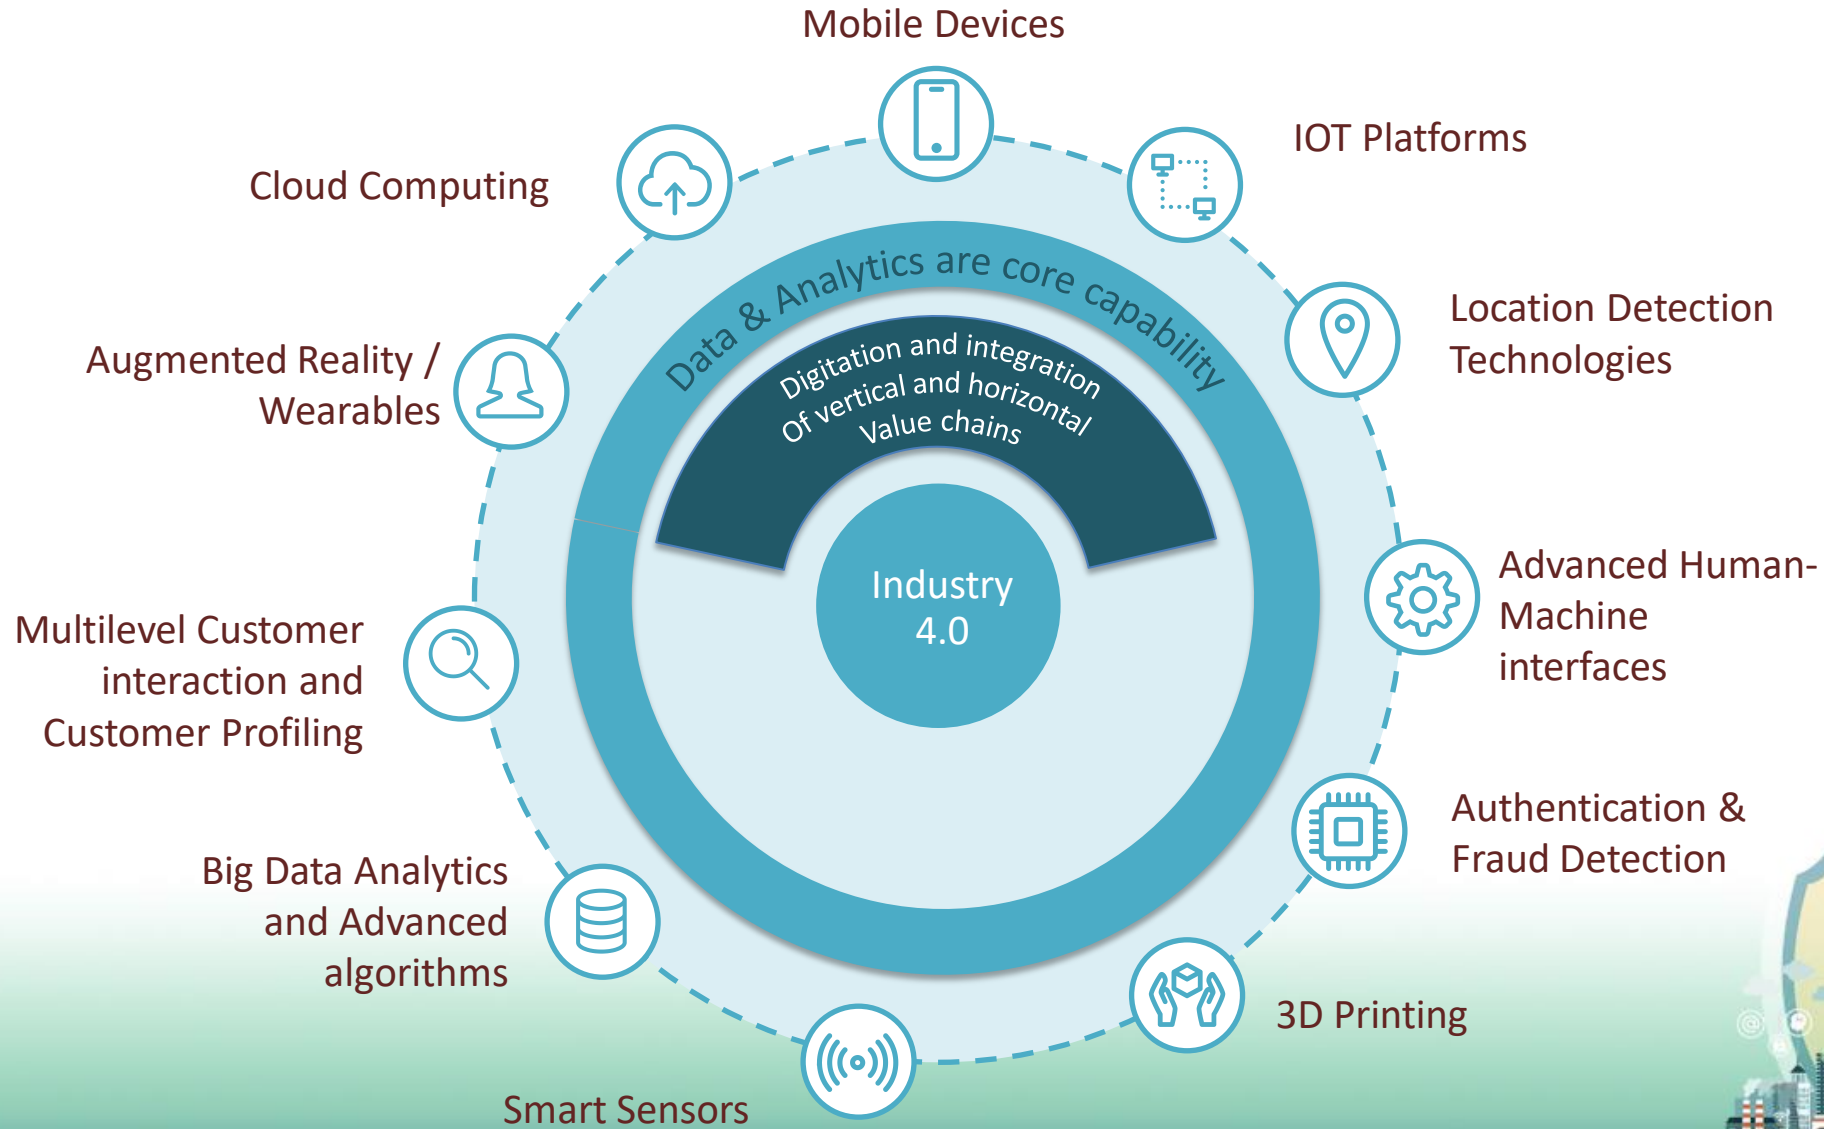 Mobile Devices
IOT Platforms
Cloud Computing
Data & Analytics are core capability
Location Detection
Technologies
Augmented Reality /
Wearables
Digitation and integration
Of vertical and horizontal
Value chains
Industry
4.0
Advanced Human-
Machine
interfaces
Multilevel Customer
interaction and
Customer Profiling
Authentication &
Fraud Detection
Big Data Analytics
and Advanced
algorithms
3D Printing
Smart Sensors